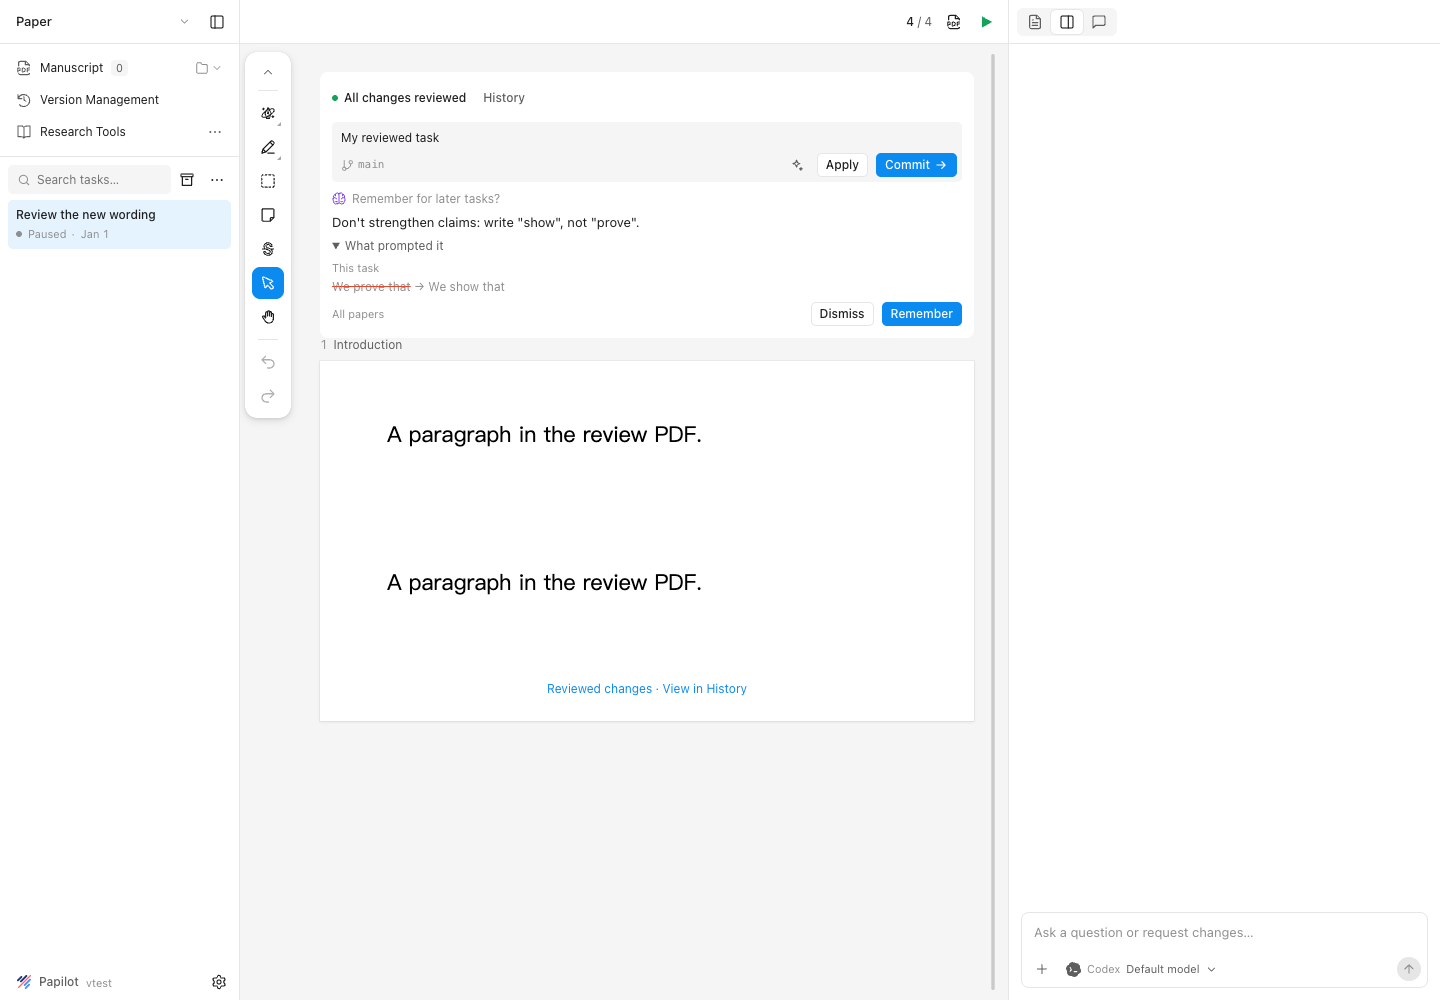 Paper
4 / 4
PDF
Manuscript 0
Version Management
Research Tools
Search tasks...
Review the new wording
Paused · Jan 1
All changes reviewed History
My reviewed task
main
Apply
Commit →
Remember for later tasks?
Don't strengthen claims: write "show", not "prove".
What prompted it
This task
We prove that → We show that
All papers
Dismiss
Remember
1 Introduction
A paragraph in the review PDF.
A paragraph in the review PDF.
Reviewed changes · View in History
Ask a question or request changes...
Codex Default model
Papilot vtest